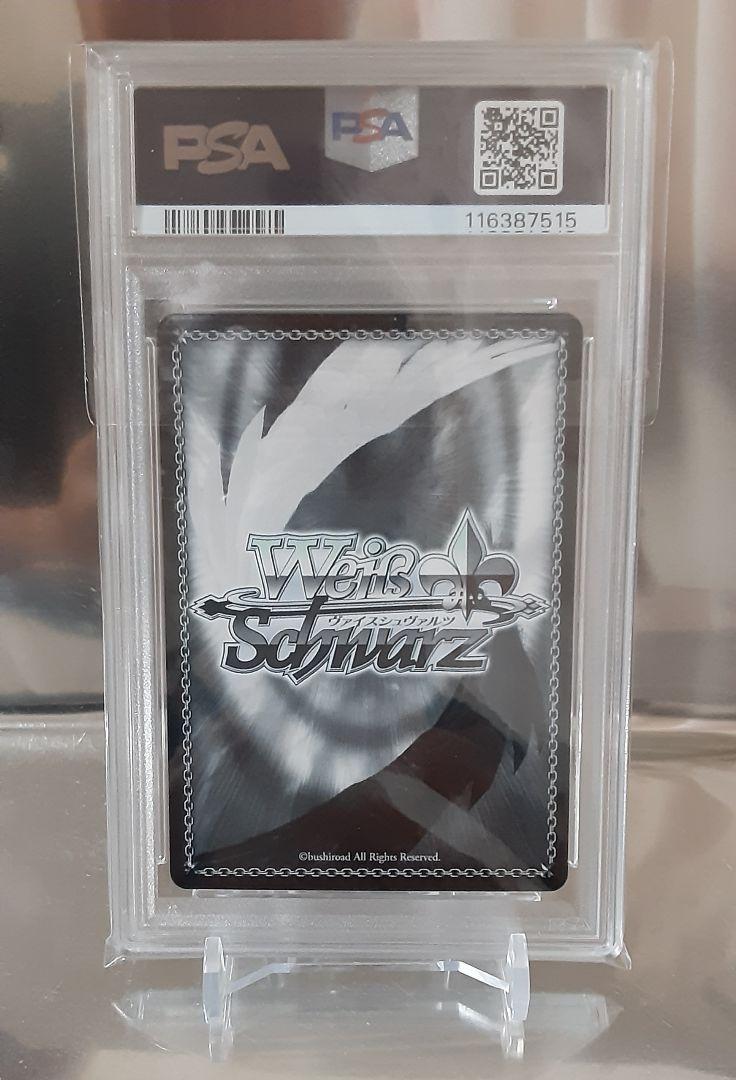 PSA
PSA
116387515
Weiß
ヴァイスシュヴァルツ
Schwarz
©bushiroad All Rights Reserved.